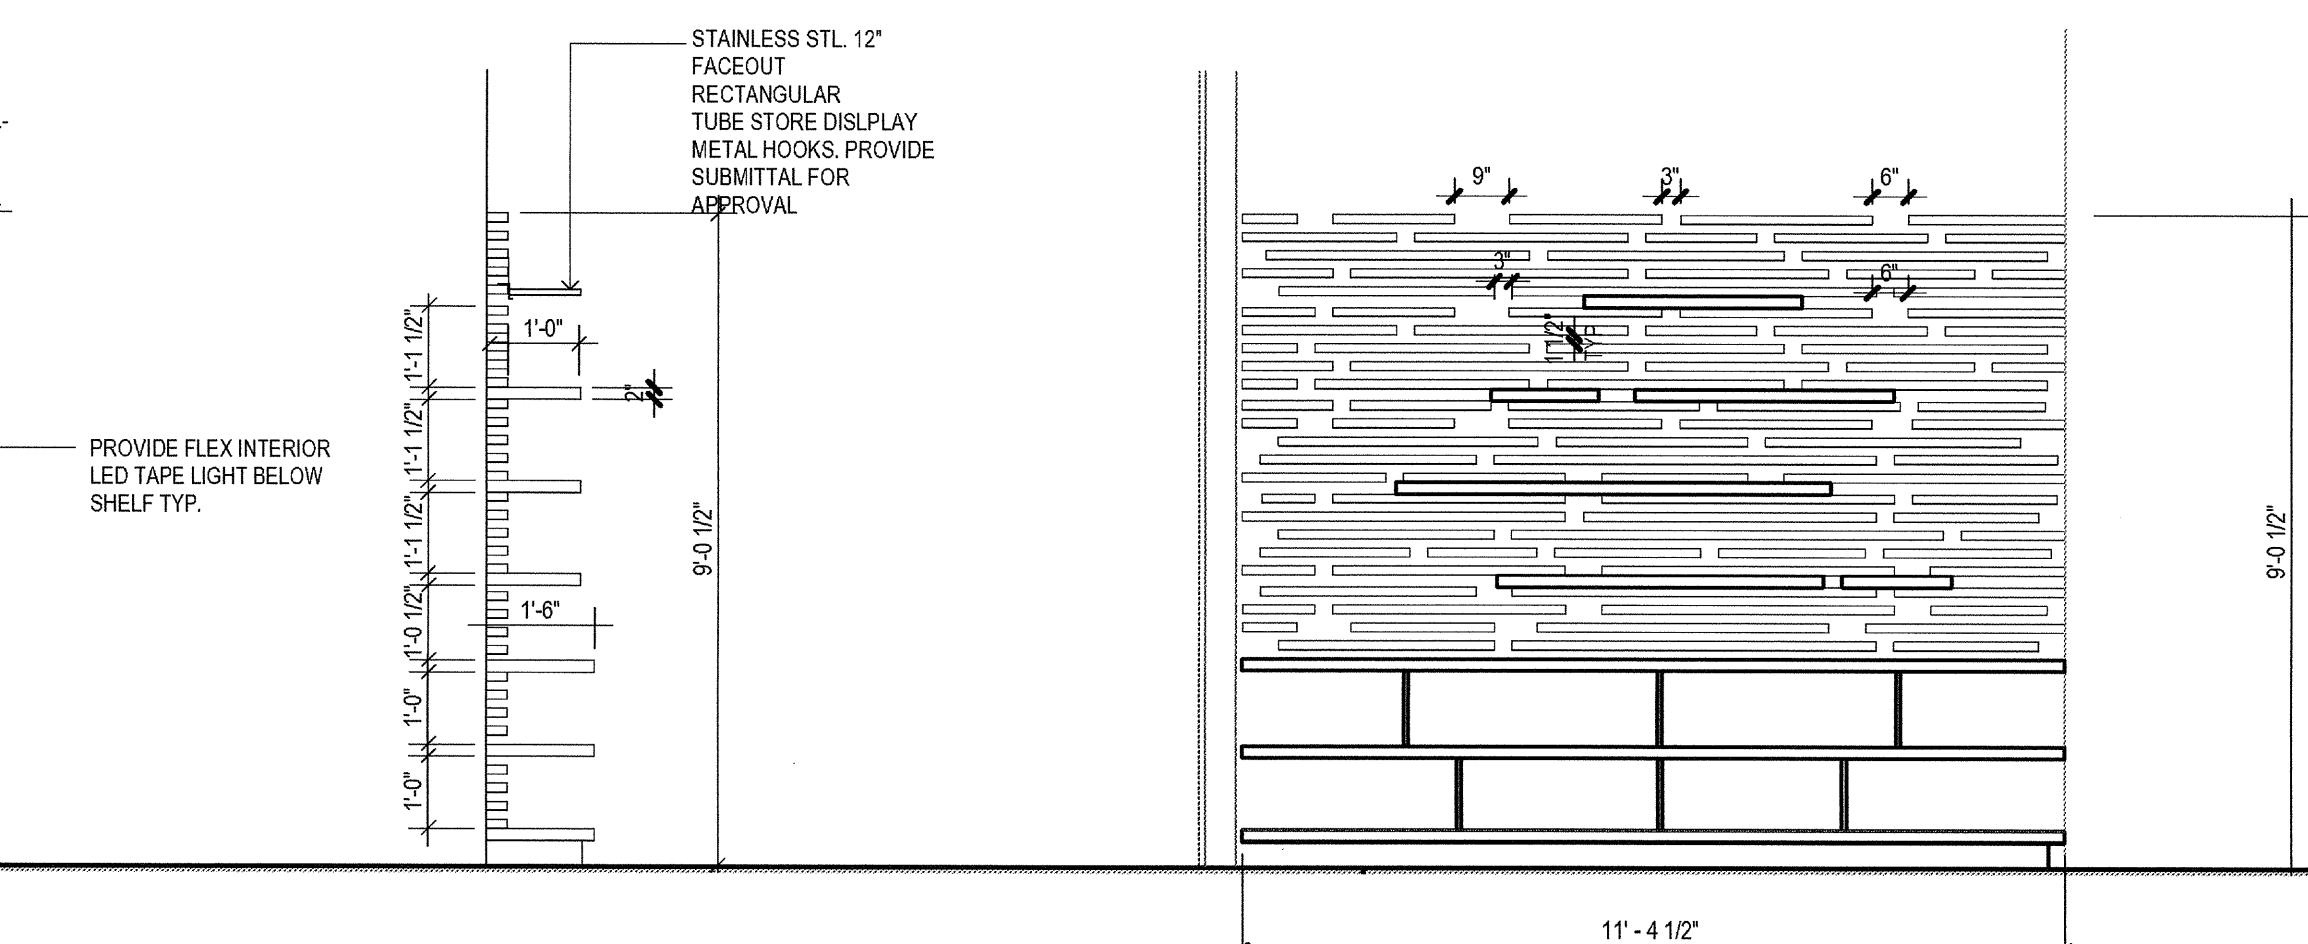 STAINLESS STL. 12"
FACEOUT
RECTANGULAR
TUBE STORE DISLPLAY
METAL HOOKS. PROVIDE
SUBMITTAL FOR
APPROVAL
PROVIDE FLEX INTERIOR
LED TAPE LIGHT BELOW
SHELF TYP.
1'-1 1/2"
1'-1 1/2"
1'-1 1/2"
1'-0 1/2"
1'-0"
1'-0"
1'-0"
2"
1'-6"
9'-0 1/2"
9"
3"
6"
3"
6"
1 1/2"
TYP
9'-0 1/2"
11' - 4 1/2"